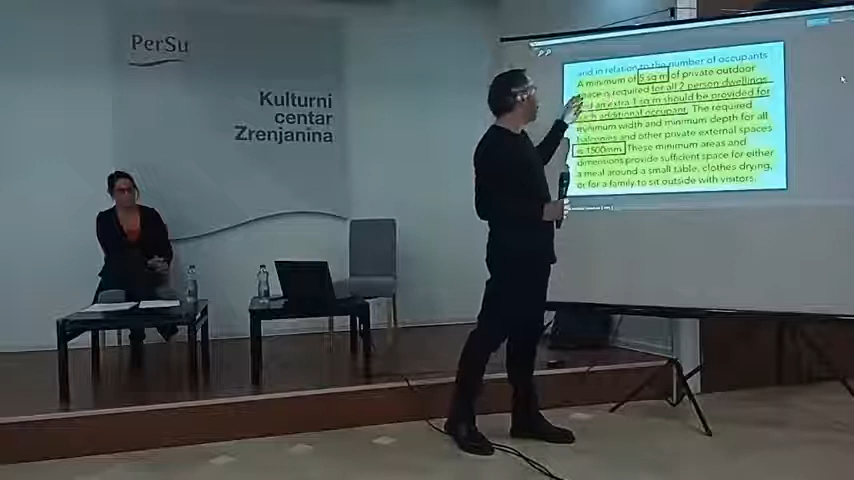 PerSu
Kulturni
centar
Zrenjanina
and in relation to the number of occupants
A minimum of 5 sq m of private outdoor
space is required for all 2 person dwellings
and an extra 1 sq m should be provided for
each additional occupant. The required
minimum width and minimum depth for all
balconies and other private external spaces
is 1500mm. These minimum areas and
dimensions provide sufficient space for either
a meal around a small table, clothes drying,
or for a family to sit outside with visitors.